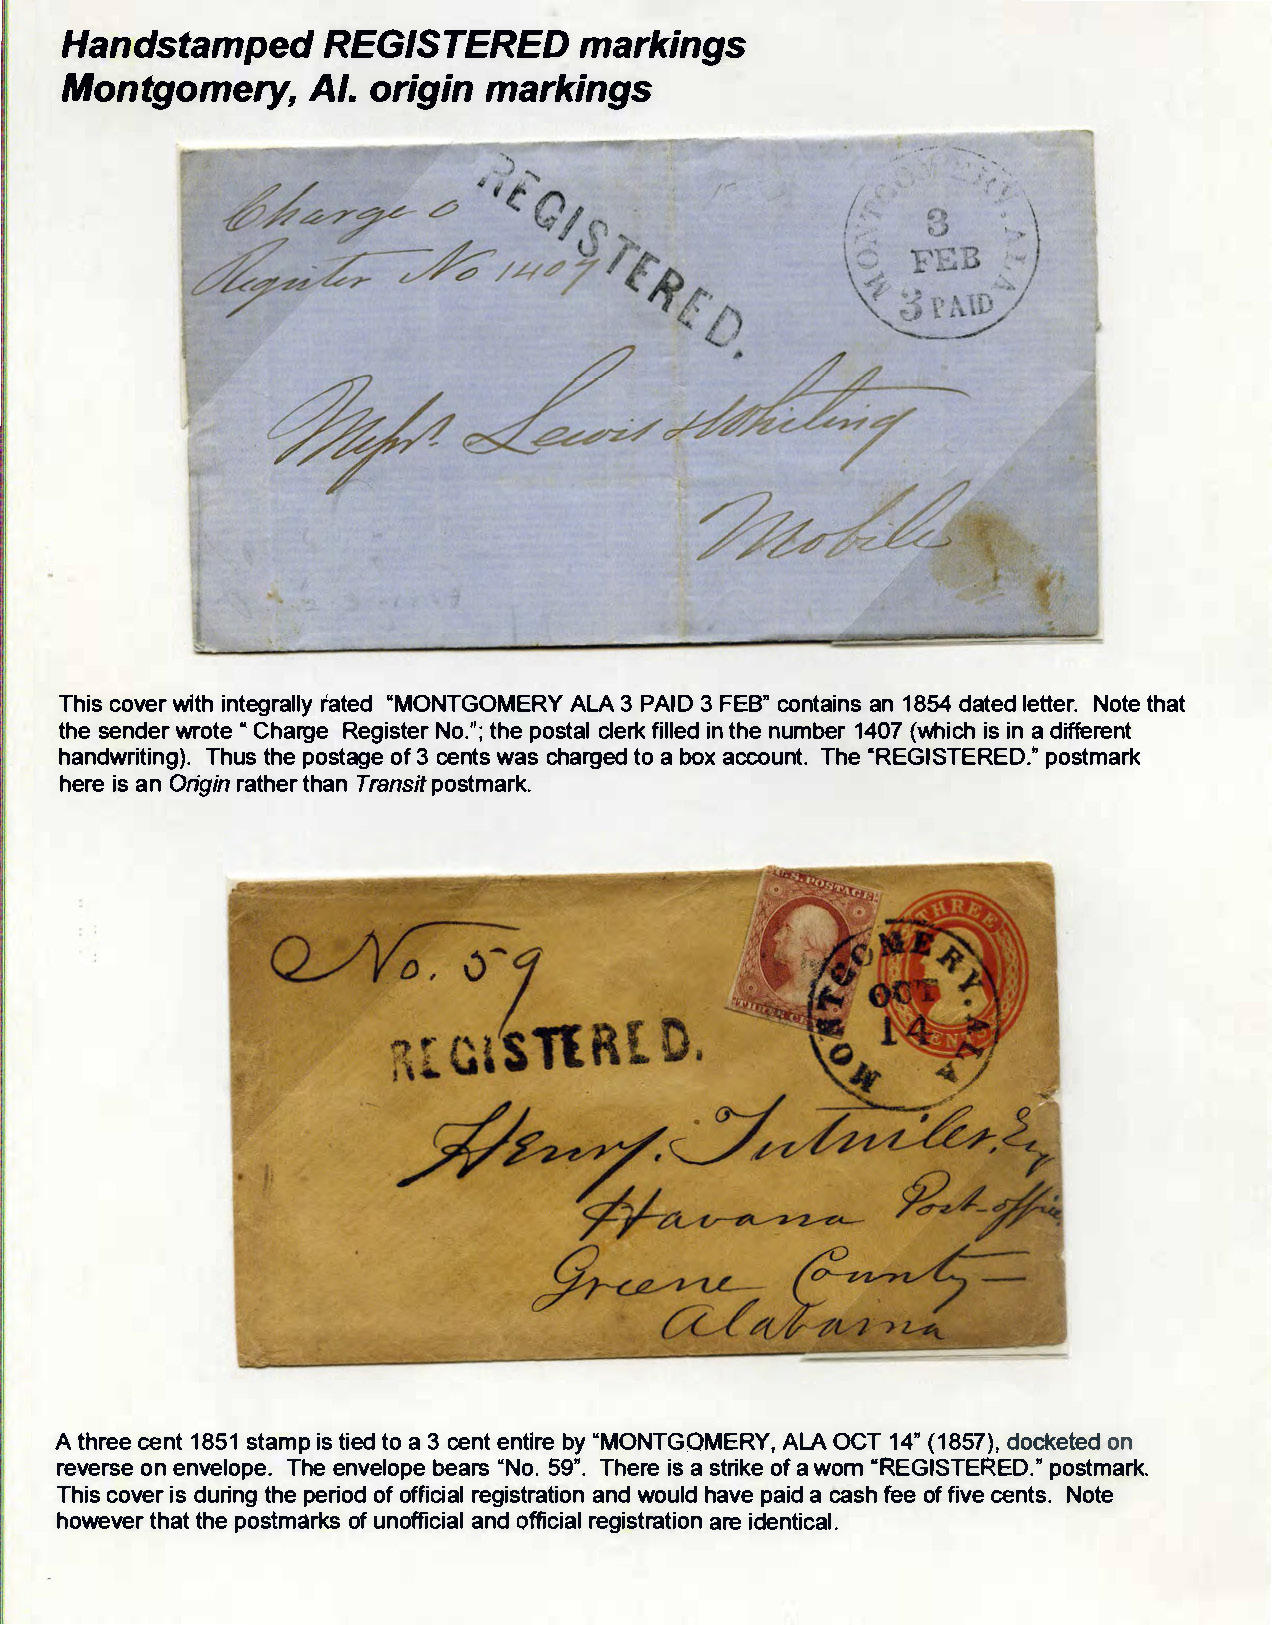 Handstamped REGISTERED markings
Montgomery, Al. origin markings
Charge
Register No 1407
REGISTERED.
MONTGOMERY. ALA
3
FEB
3 PAID
Messrs. Lewis & Whiting
Mobile
This cover with integrally rated "MONTGOMERY ALA 3 PAID 3 FEB" contains an 1854 dated letter. Note that
the sender wrote " Charge Register No."; the postal clerk filled in the number 1407 (which is in a different
handwriting). Thus the postage of 3 cents was charged to a box account. The "REGISTERED." postmark
here is an Origin rather than Transit postmark.
No. 59
REGISTERED.
U.S. POSTAGE
THREE
CENTS
MONTGOMERY. ALA
OCT
14
Henry. Tutwiler, Esq
Havana Post-office,
Greene County
Alabama
A three cent 1851 stamp is tied to a 3 cent entire by "MONTGOMERY, ALA OCT 14" (1857), docketed on
reverse on envelope. The envelope bears "No. 59". There is a strike of a worn "REGISTERED." postmark.
This cover is during the period of official registration and would have paid a cash fee of five cents. Note
however that the postmarks of unofficial and official registration are identical.